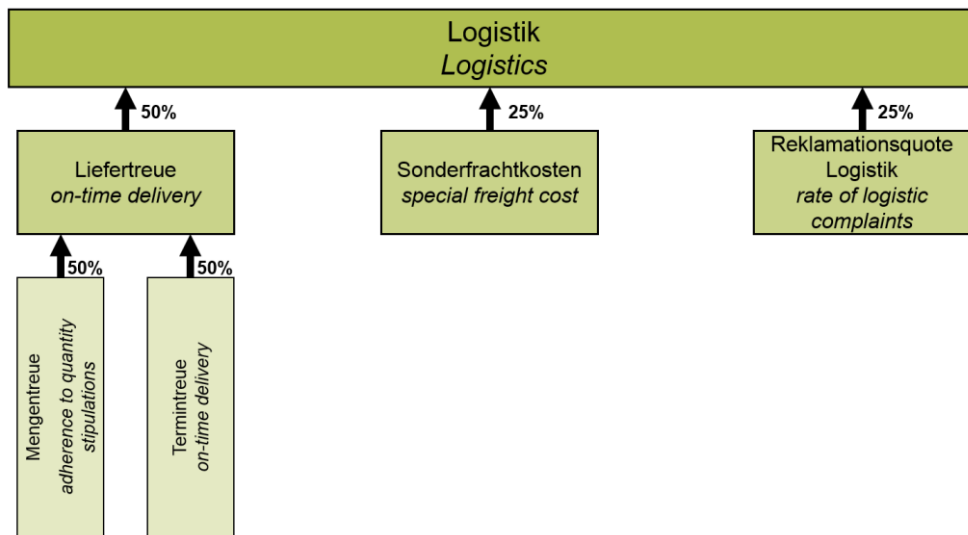 Logistik
Logistics
50%
25%
25%
Liefertreue
on-time delivery
Sonderfrachtkosten
special freight cost
Reklamationsquote
Logistik
rate of logistic
complaints
50%
50%
Mengentreue
adherence to quantity
stipulations
Termintreue
on-time delivery